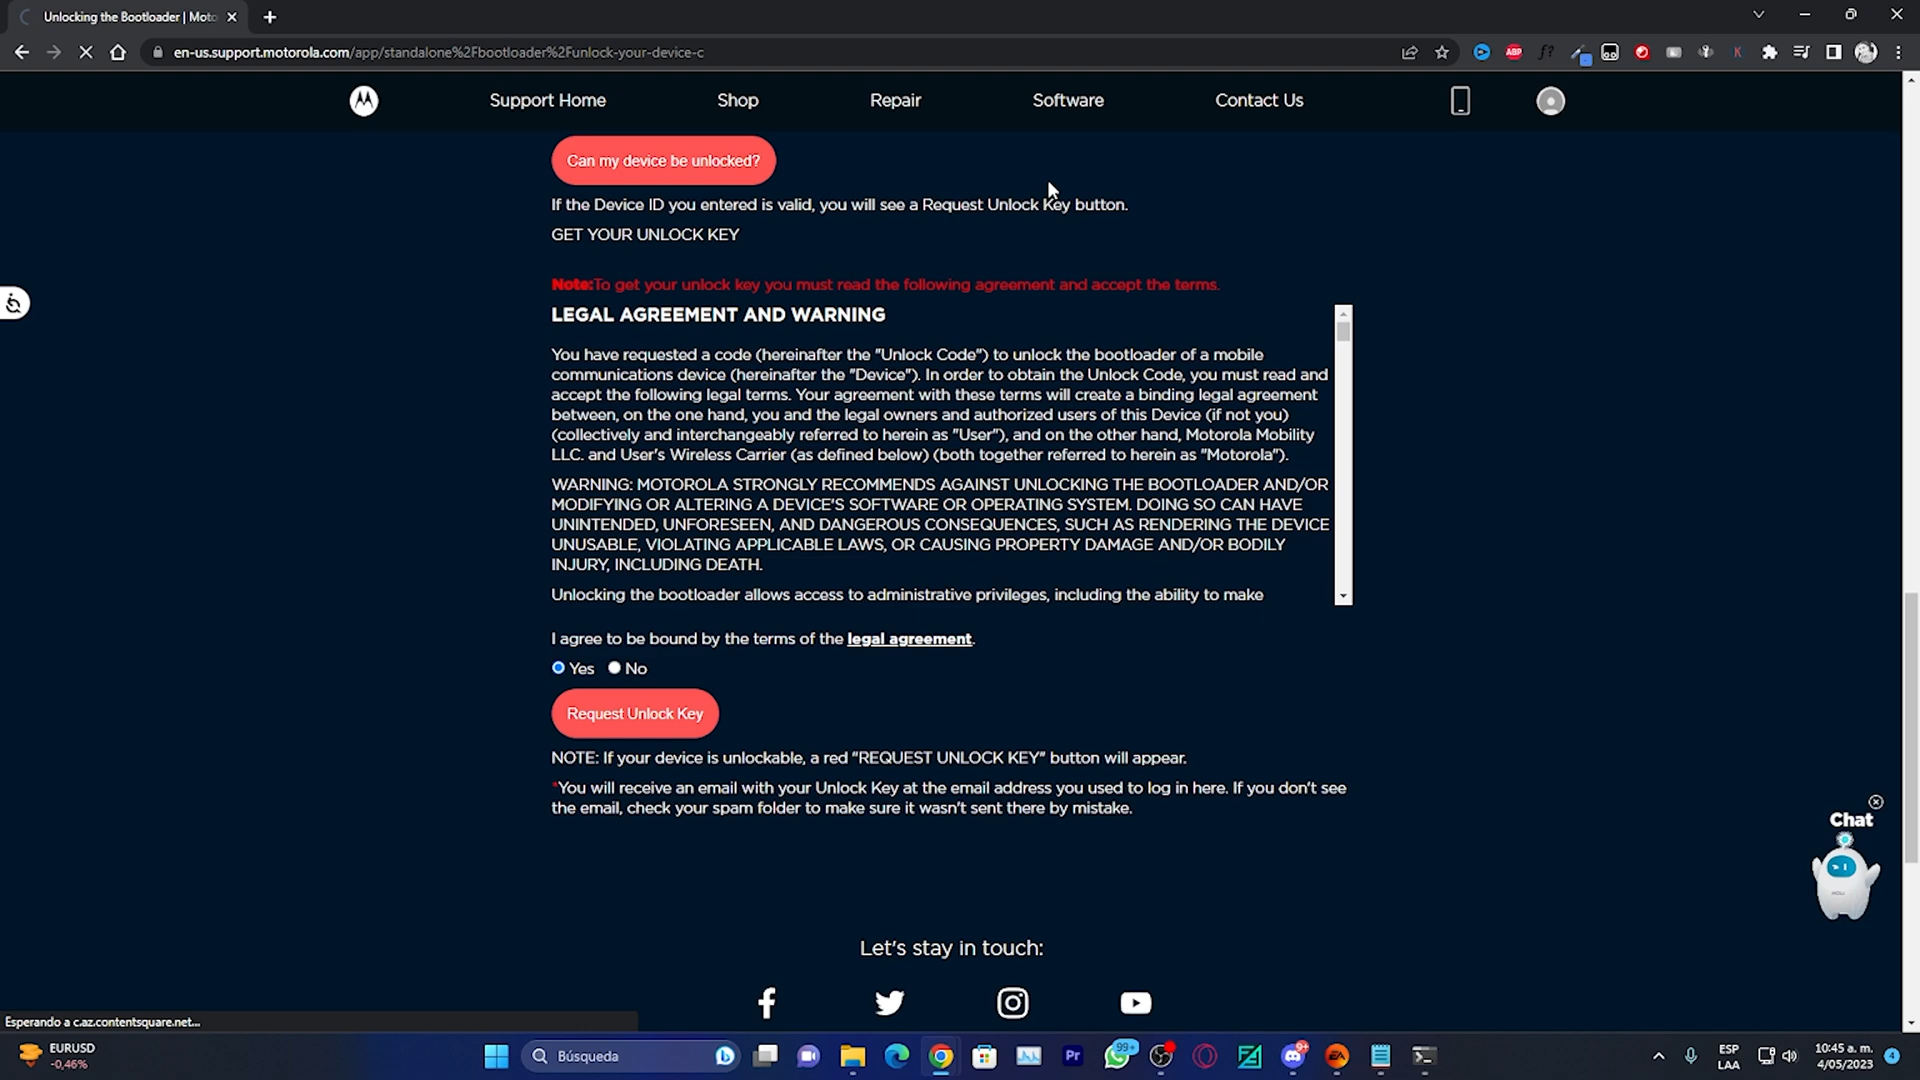 Unlocking the Bootloader | Moto
en-us.support.motorola.com/app/standalone%2Fbootloader%2Funlock-your-device-c
ABP
f?
K
Support Home
Shop
Repair
Software
Contact Us
Can my device be unlocked?
If the Device ID you entered is valid, you will see a Request Unlock Key button.
GET YOUR UNLOCK KEY
Note:To get your unlock key you must read the following agreement and accept the terms.
LEGAL AGREEMENT AND WARNING
You have requested a code (hereinafter the "Unlock Code") to unlock the bootloader of a mobile
communications device (hereinafter the "Device"). In order to obtain the Unlock Code, you must read and
accept the following legal terms. Your agreement with these terms will create a binding legal agreement
between, on the one hand, you and the legal owners and authorized users of this Device (if not you)
(collectively and interchangeably referred to herein as "User"), and on the other hand, Motorola Mobility
LLC. and User's Wireless Carrier (as defined below) (both together referred to herein as "Motorola").
WARNING: MOTOROLA STRONGLY RECOMMENDS AGAINST UNLOCKING THE BOOTLOADER AND/OR
MODIFYING OR ALTERING A DEVICE'S SOFTWARE OR OPERATING SYSTEM. DOING SO CAN HAVE
UNINTENDED, UNFORESEEN, AND DANGEROUS CONSEQUENCES, SUCH AS RENDERING THE DEVICE
UNUSABLE, VIOLATING APPLICABLE LAWS, OR CAUSING PROPERTY DAMAGE AND/OR BODILY
INJURY, INCLUDING DEATH.
Unlocking the bootloader allows access to administrative privileges, including the ability to make
I agree to be bound by the terms of the legal agreement.
Yes No
Request Unlock Key
NOTE: If your device is unlockable, a red "REQUEST UNLOCK KEY" button will appear.
*You will receive an email with your Unlock Key at the email address you used to log in here. If you don't see
the email, check your spam folder to make sure it wasn't sent there by mistake.
Chat
Let's stay in touch:
Esperando a c.az.contentsquare.net...
EURUSD
-0,46%
Búsqueda
Pr
99+
9+
EA
ESP
LAA
10:45 a. m.
4/05/2023
4